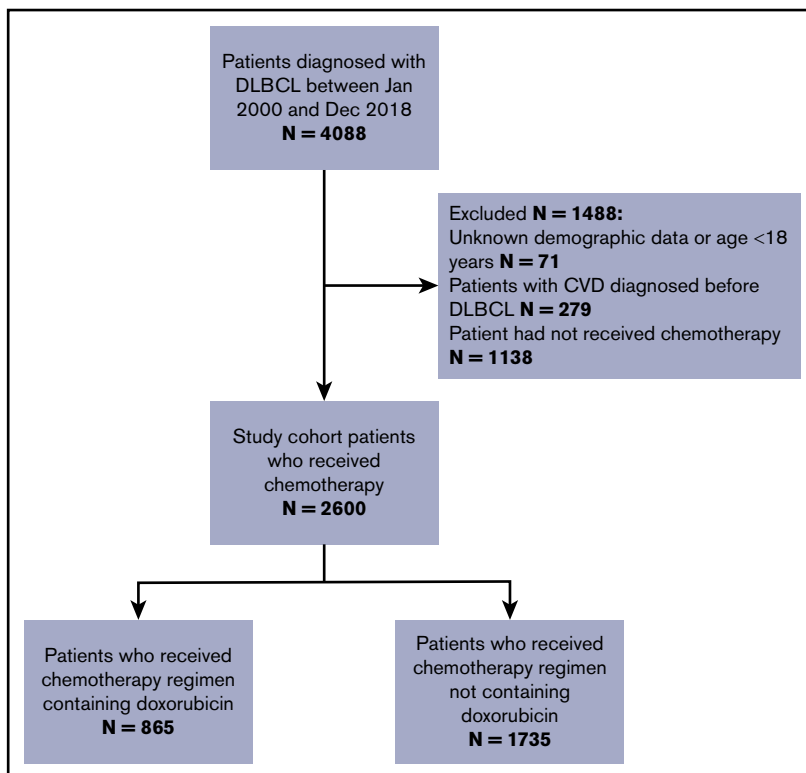 Patients diagnosed with
DLBCL between Jan
2000 and Dec 2018
N = 4088
Excluded N = 1488:
Unknown demographic data or age <18
years N = 71
Patients with CVD diagnosed before
DLBCL N = 279
Patient had not received chemotherapy
N = 1138
Study cohort patients
who received
chemotherapy
N = 2600
Patients who received
chemotherapy regimen
containing doxorubicin
N = 865
Patients who received
chemotherapy regimen
not containing
doxorubicin
N = 1735